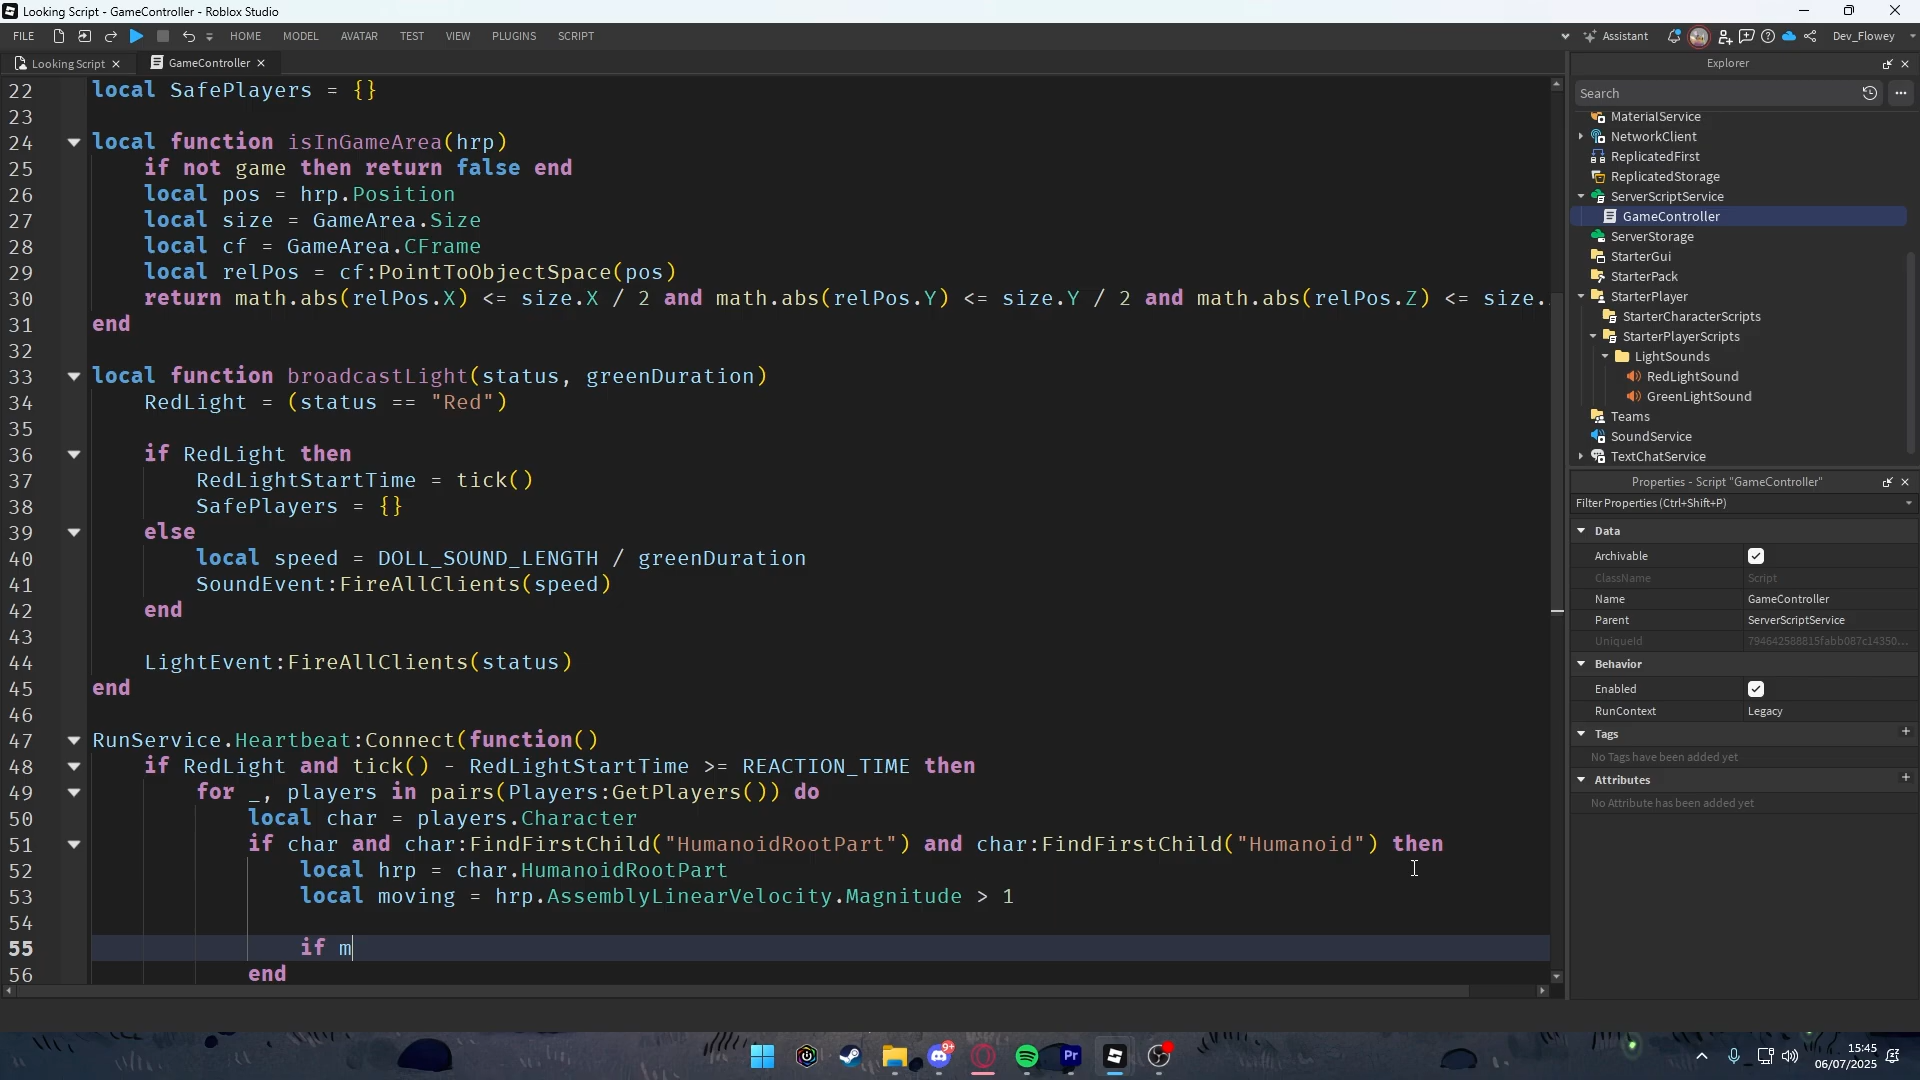 Looking Script - GameController - Roblox Studio
FILE HOME MODEL AVATAR TEST VIEW PLUGINS SCRIPT Assistant Dev_Flowey
Looking Script GameController
22 local SafePlayers = {}
23
24 local function isInGameArea(hrp)
25 if not game then return false end
26 local pos = hrp.Position
27 local size = GameArea.Size
28 local cf = GameArea.CFrame
29 local relPos = cf:PointToObjectSpace(pos)
30 return math.abs(relPos.X) <= size.X / 2 and math.abs(relPos.Y) <= size.Y / 2 and math.abs(relPos.Z) <= size.
31 end
32
33 local function broadcastLight(status, greenDuration)
34 RedLight = (status == "Red")
35
36 if RedLight then
37 RedLightStartTime = tick()
38 SafePlayers = {}
39 else
40 local speed = DOLL_SOUND_LENGTH / greenDuration
41 SoundEvent:FireAllClients(speed)
42 end
43
44 LightEvent:FireAllClients(status)
45 end
46
47 RunService.Heartbeat:Connect(function()
48 if RedLight and tick() - RedLightStartTime >= REACTION_TIME then
49 for _, players in pairs(Players:GetPlayers()) do
50 local char = players.Character
51 if char and char:FindFirstChild("HumanoidRootPart") and char:FindFirstChild("Humanoid") then
52 local hrp = char.HumanoidRootPart
53 local moving = hrp.AssemblyLinearVelocity.Magnitude > 1
54
55 if m
56 end
Explorer
Search
MaterialService
NetworkClient
ReplicatedFirst
ReplicatedStorage
ServerScriptService
GameController
ServerStorage
StarterGui
StarterPack
StarterPlayer
StarterCharacterScripts
StarterPlayerScripts
LightSounds
RedLightSound
GreenLightSound
Teams
SoundService
TextChatService
Properties - Script "GameController"
Filter Properties (Ctrl+Shift+P)
Data
Archivable
ClassName Script
Name GameController
Parent ServerScriptService
UniqueId 794642588815fabb087c14350...
Behavior
Enabled
RunContext Legacy
Tags
No Tags have been added yet
Attributes
No Attribute has been added yet
9+
Pr
15:45
06/07/2025